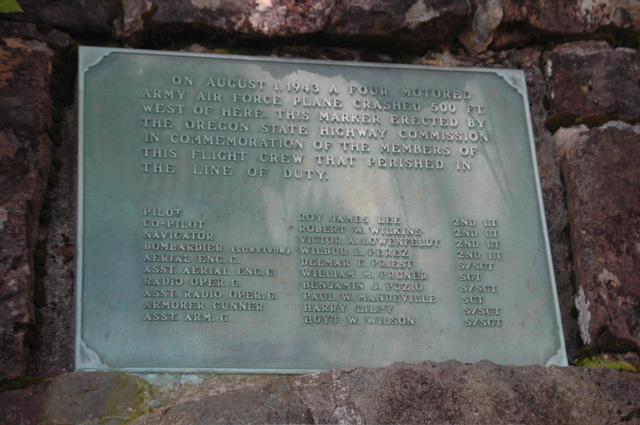 ON AUGUST 1, 1943 A FOUR MOTORED
ARMY AIR FORCE PLANE CRASHED 500 FT.
WEST OF HERE. THIS MARKER ERECTED BY
THE OREGON STATE HIGHWAY COMMISSION
IN COMMEMORATION OF THE MEMBERS OF
THIS FLIGHT CREW THAT PERISHED IN
THE LINE OF DUTY.
PILOT ROY JAMES LEE 2ND LT
CO-PILOT ROBERT W. WILKINS 2ND LT
NAVIGATOR VICTOR A. LOWENFELDT 2ND LT
BOMBARDIER (SURVIVOR) WILBUR L. PEREZ 2ND LT
AERIAL ENG. G. DELMAR F. PRIEST S/SGT
ASST. AERIAL ENG. G. WILLIAM M. PRUNER SGT
RADIO OPER. G. BENJAMIN J. PUZIO S/SGT
ASST. RADIO OPER. G. PAUL W. MANDEVILLE SGT
ARMORER GUNNER HARRY LILLY S/SGT
ASST. ARM. G. HOYT W. WILSON S/SGT